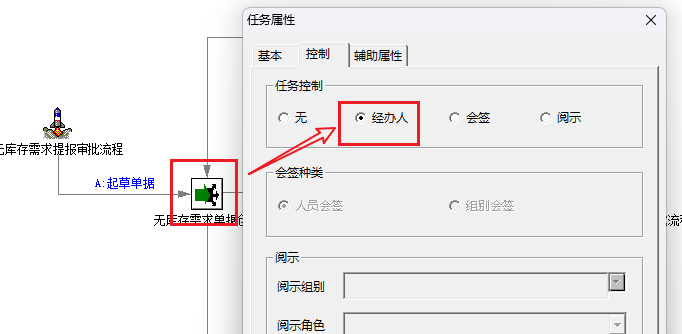 任务属性
基本
控制
辅助属性
任务控制
无
经办人
会签
阅示
无库存需求提报审批流程
会签种类
A:起草单据
人员会签
组别会签
无库存需求单据
流程
阅示
阅示组别
阅示角色